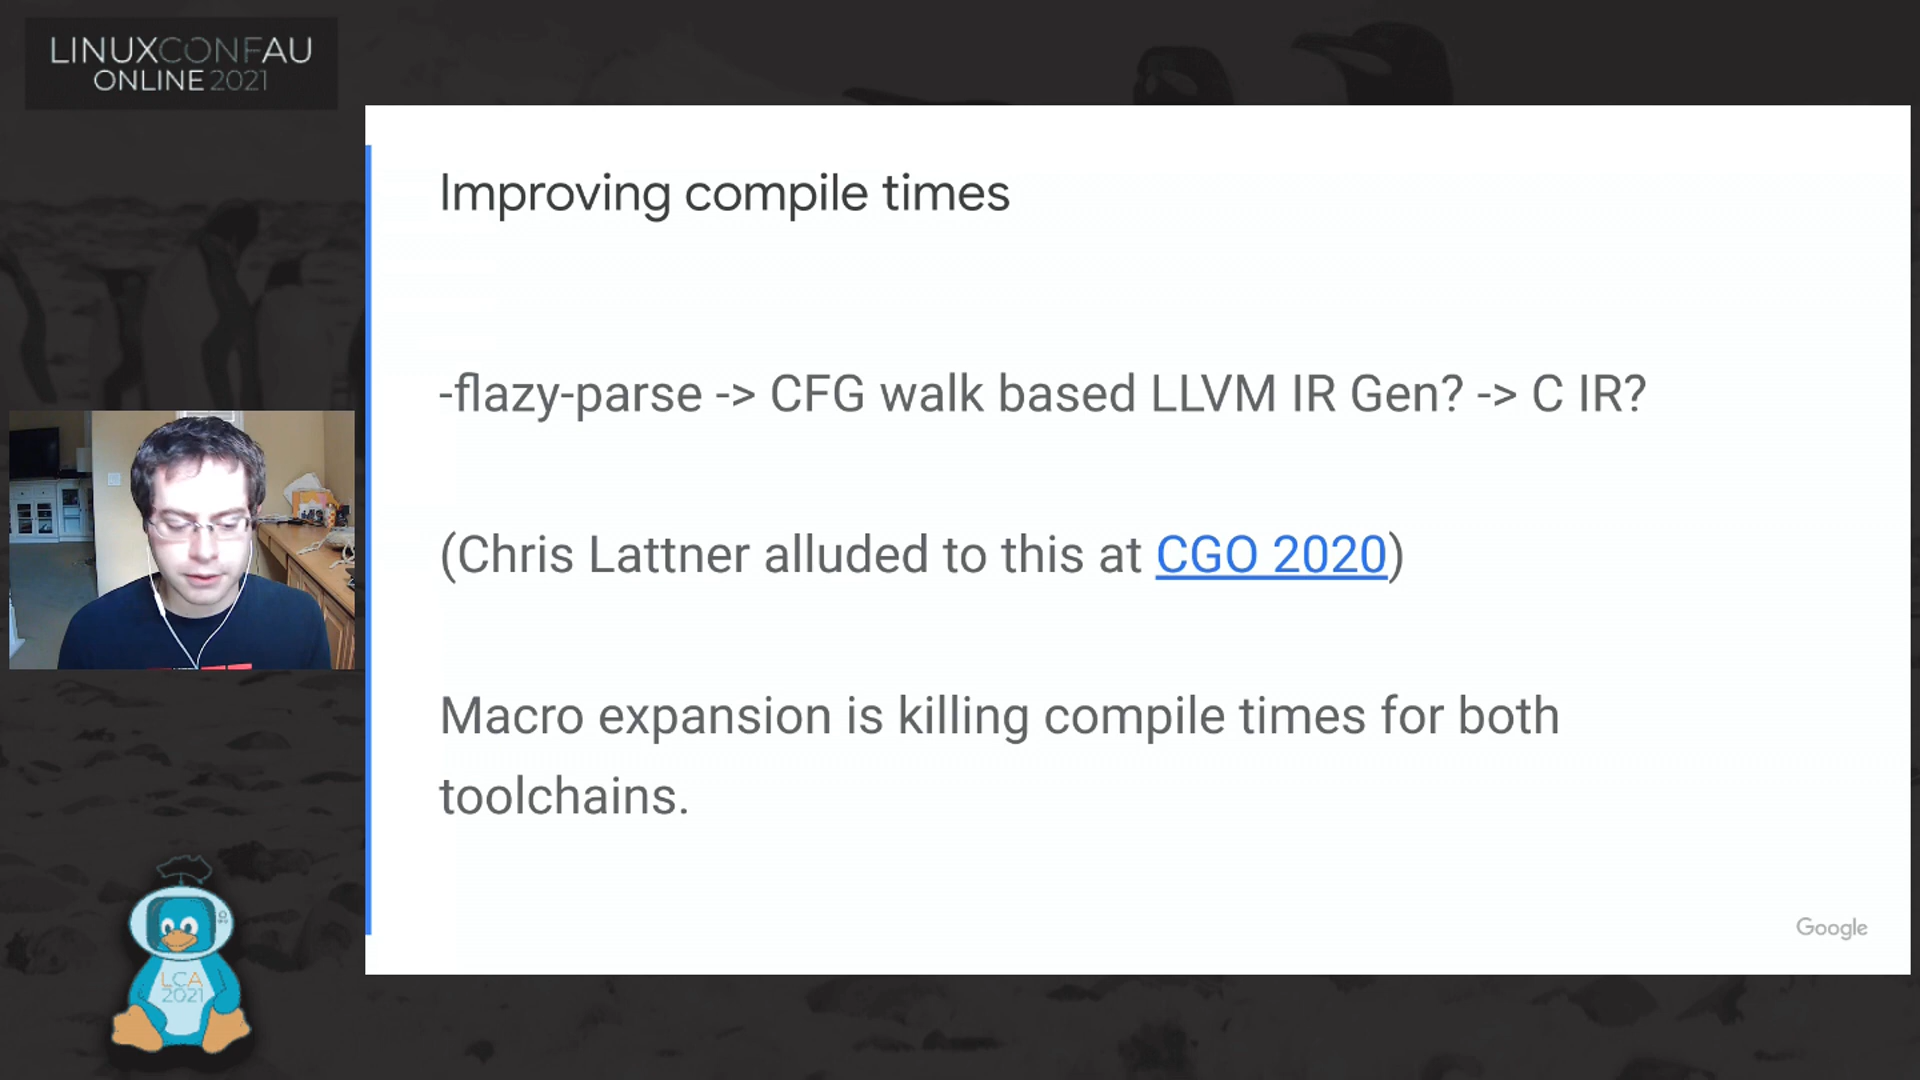 LINUXCONFAU
ONLINE 2021
Improving compile times
-flazy-parse -> CFG walk based LLVM IR Gen? -> C IR?
(Chris Lattner alluded to this at CGO 2020)
Macro expansion is killing compile times for both
toolchains.
Google
LCA
2021